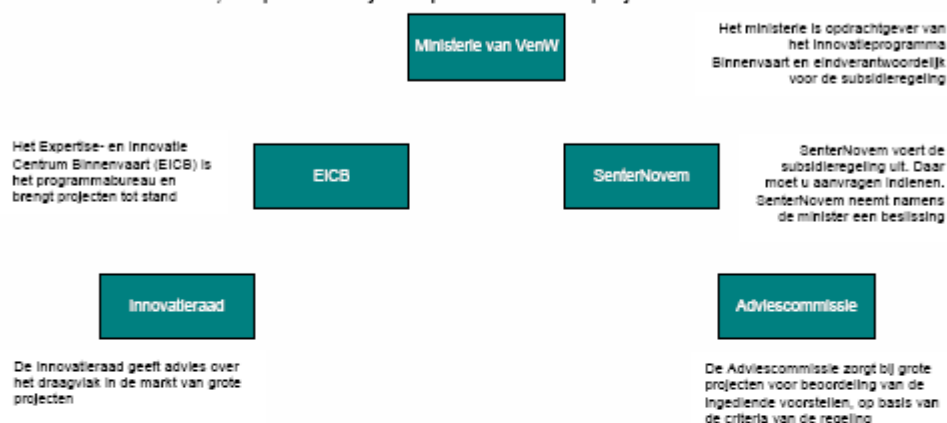 Ministerie van VenW
Het ministerie is opdrachtgever van
het Innovatieprogramma
Binnenvaart en eindverantwoordelijk
voor de subsidieregeling
Het Expertise- en Innovatie
Centrum Binnenvaart (EICB) is
het programmabureau en
brengt projecten tot stand
EICB
SenterNovem
SenterNovem voert de
subsidieregeling uit. Daar
moet u aanvragen indienen.
SenterNovem neemt namens
de minister een beslissing
Innovatieraad
Adviescommissie
De Innovatieraad geeft advies over
het draagvlak in de markt van grote
projecten
De Adviescommissie zorgt bij grote
projecten voor beoordeling van de
ingediende voorstellen, op basis van
de criteria van de regeling